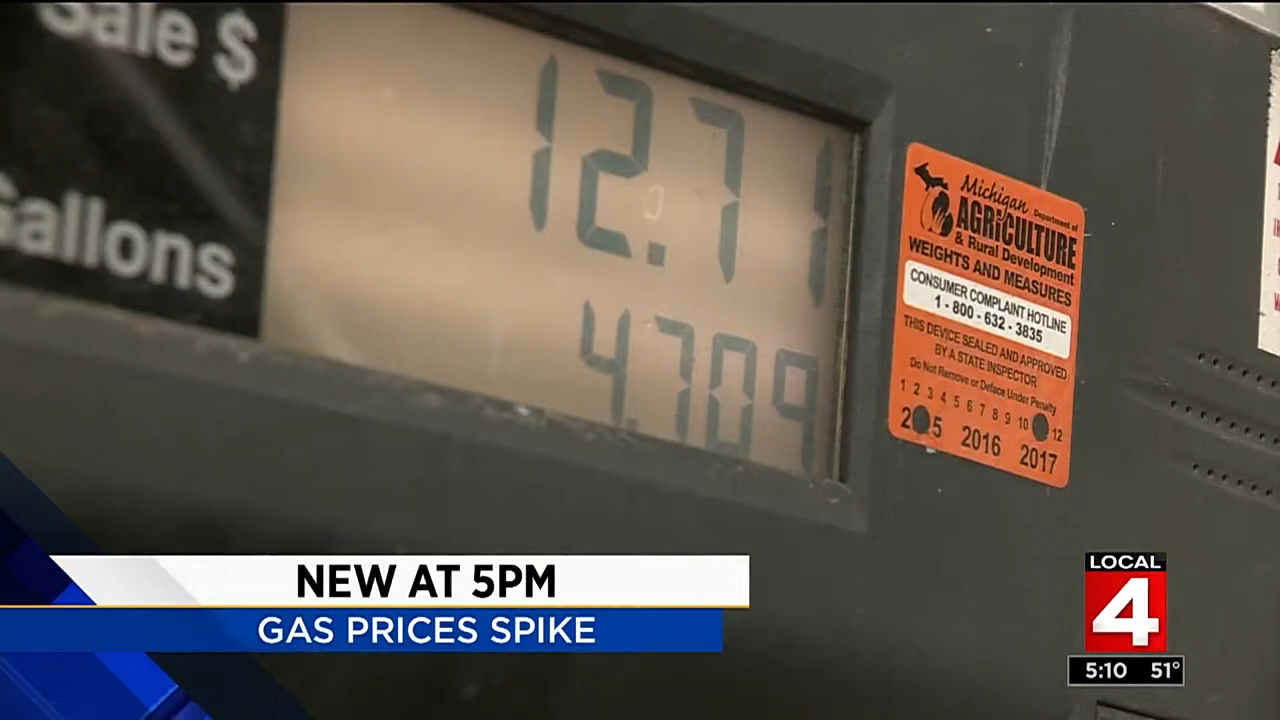 Sale $
12.71
Gallons
4.709
Michigan
Department of
AGRICULTURE
& Rural Development
WEIGHTS AND MEASURES
CONSUMER COMPLAINT HOTLINE
1 - 800 - 632 - 3835
THIS DEVICE SEALED AND APPROVED
BY A STATE INSPECTOR
Do Not Remove or Deface Under Penalty
1 2 3 4 5 6 7 8 9 10 12
2 5 2016 2017
NEW AT 5PM
GAS PRICES SPIKE
LOCAL
4
5:10 51°